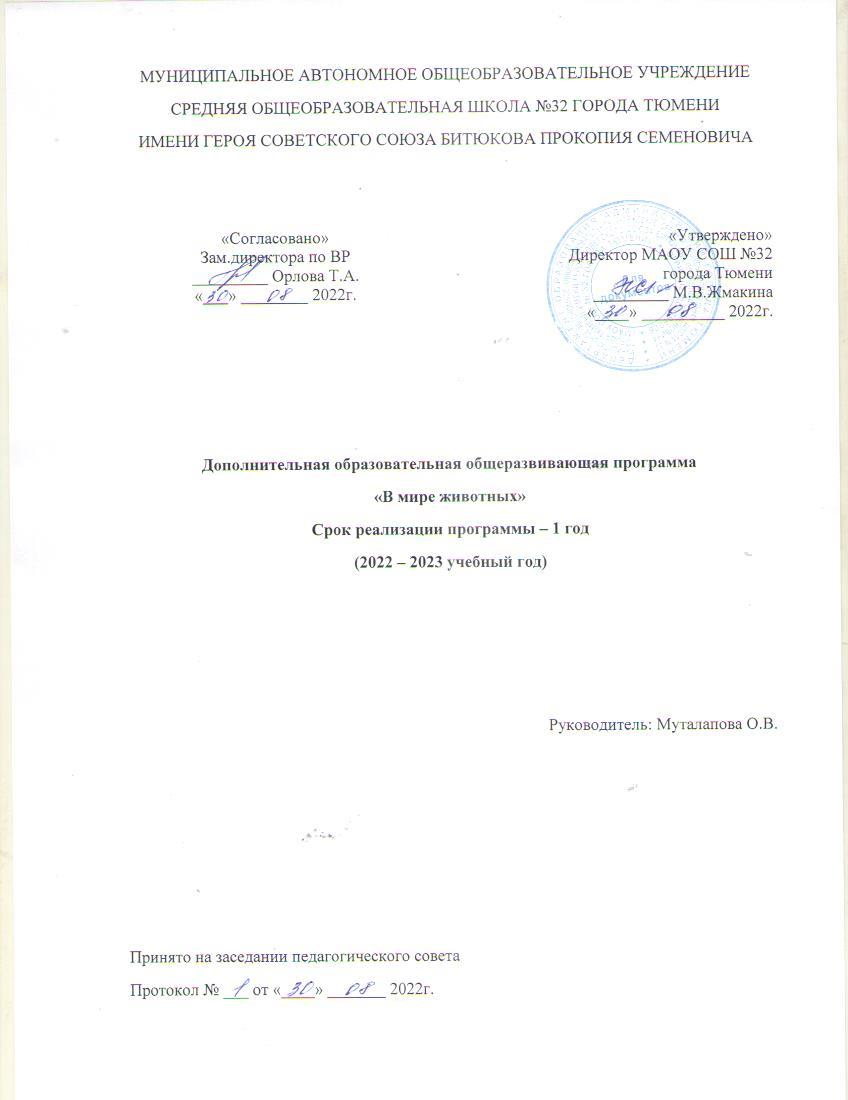 МУНИЦИПАЛЬНОЕ АВТОНОМНОЕ ОБЩЕОБРАЗОВАТЕЛЬНОЕ УЧРЕЖДЕНИЕ
СРЕДНЯЯ ОБЩЕОБРАЗОВАТЕЛЬНАЯ ШКОЛА №32 ГОРОДА ТЮМЕНИ
ИМЕНИ ГЕРОЯ СОВЕТСКОГО СОЮЗА БИТЮКОВА ПРОКОПИЯ СЕМЕНОВИЧА
«Согласовано»
Зам.директора по ВР
Орлова Т.А.
«30» 08 2022г.
«Утверждено»
Директор МАОУ СОШ №32
города Тюмени
М.В.Жмакина
«30» 08 2022г.
для документов
Дополнительная образовательная общеразвивающая программа
«В мире животных»
Срок реализации программы – 1 год
(2022 – 2023 учебный год)
Руководитель: Муталапова О.В.
Принято на заседании педагогического совета
Протокол № 1 от «30» 08 2022г.